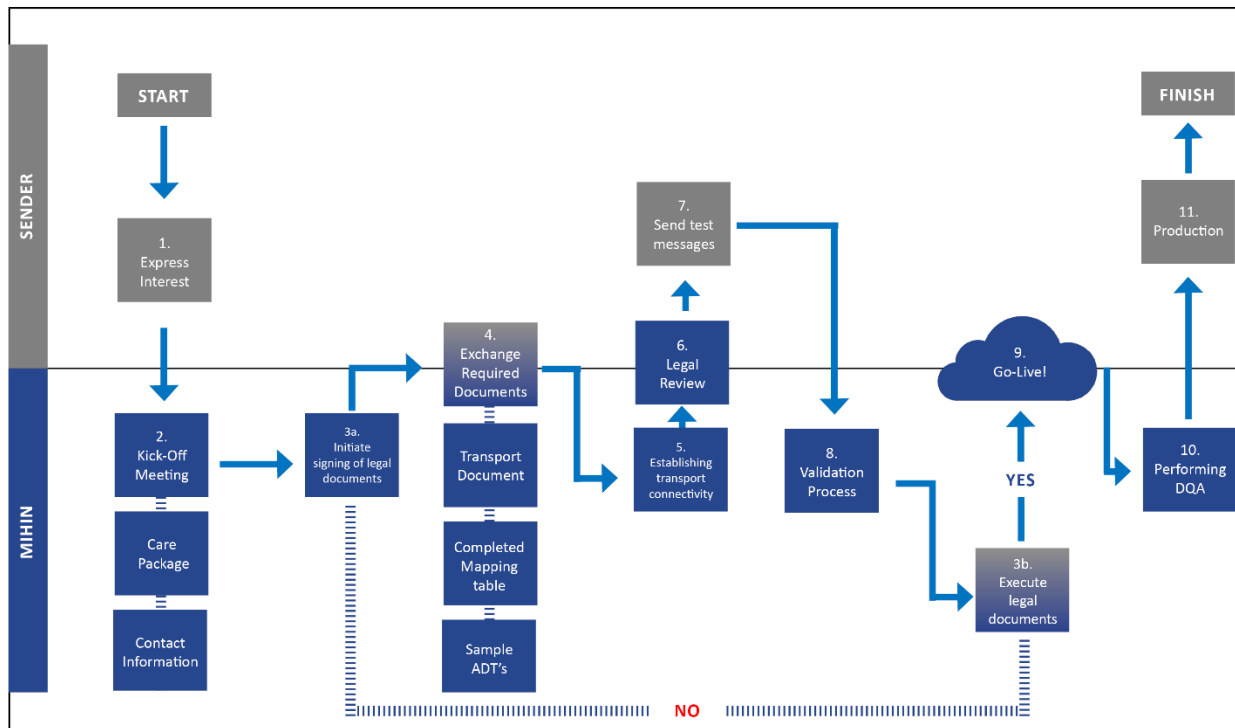 SENDER
MIHIN
START
1.
Express
Interest
2.
Kick-Off
Meeting
Care
Package
Contact
Information
3a.
Initiate
signing of legal
documents
4.
Exchange
Required
Documents
Transport
Document
Completed
Mapping
table
Sample
ADT's
5.
Establishing
transport
connectivity
6.
Legal
Review
7.
Send test
messages
8.
Validation
Process
3b.
Execute
legal
documents
NO
YES
9.
Go-Live!
10.
Performing
DQA
11.
Production
FINISH